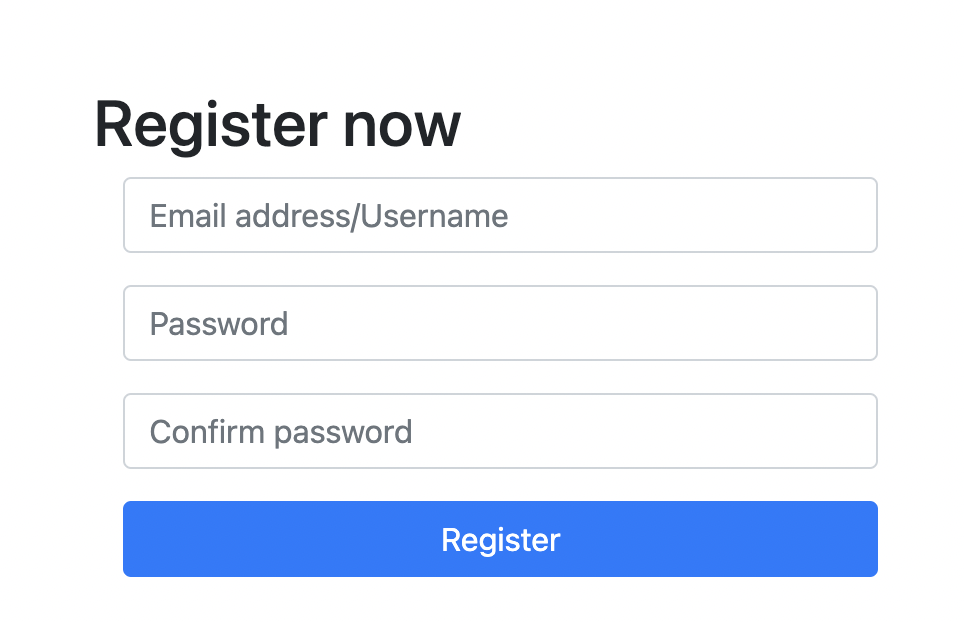 Register now
Email address/Username
Password
Confirm password
Register